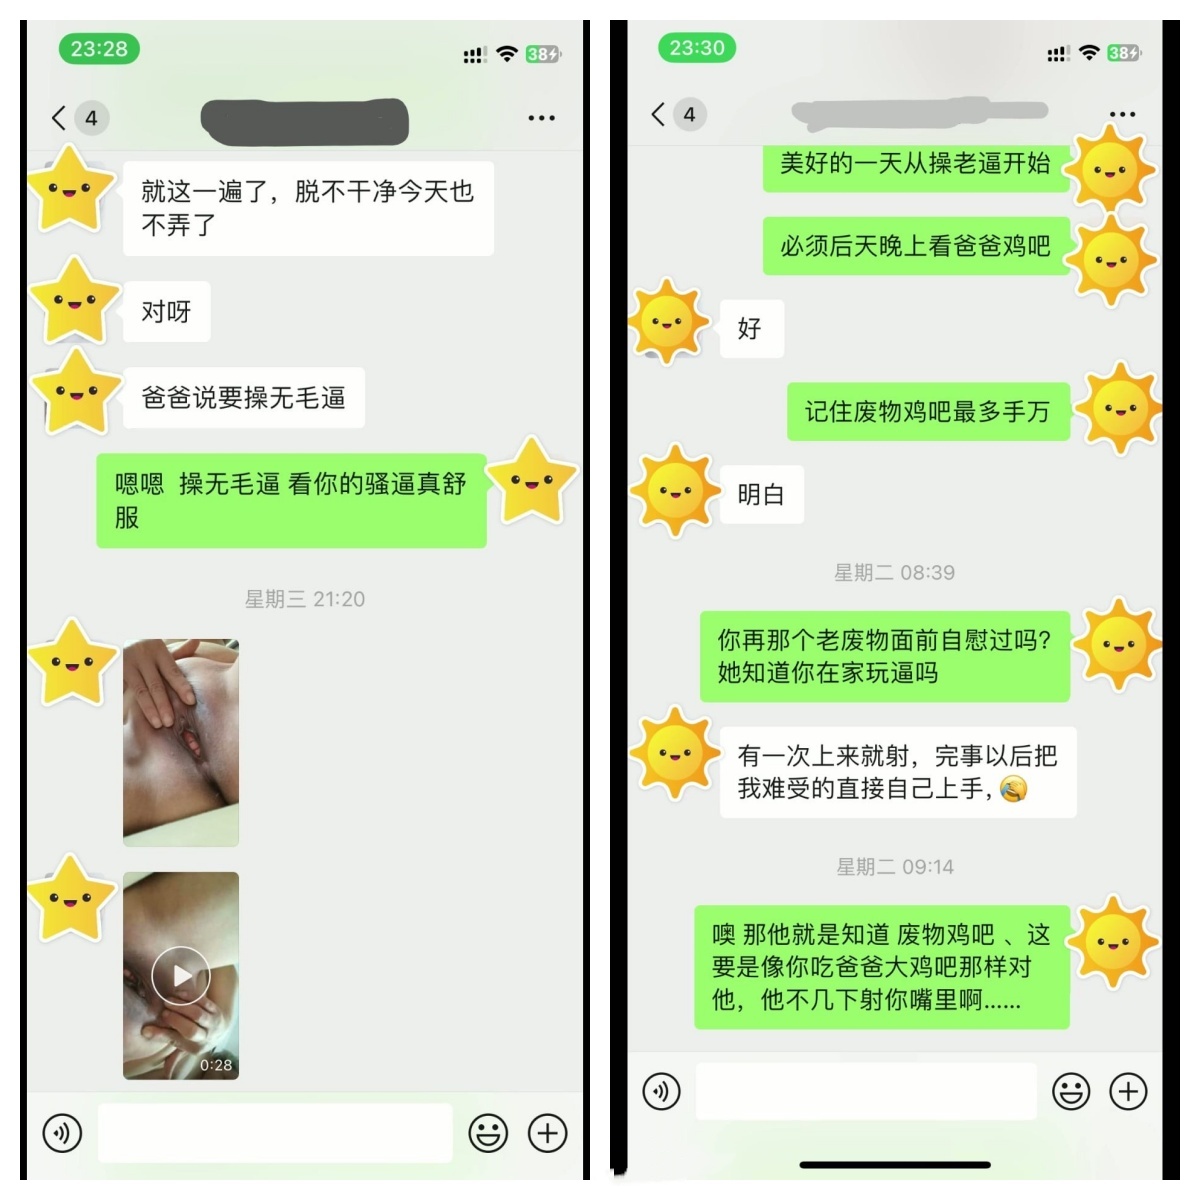 23:28
38
4
就这一遍了，脱不干净今天也
不弄了
对呀
爸爸说要操无毛逼
嗯嗯 操无毛逼 看你的骚逼真舒
服
星期三 21:20
0:28
23:30
38
4
美好的一天从操老逼开始
必须后天晚上看爸爸鸡吧
好
记住废物鸡吧最多手万
明白
星期二 08:39
你再那个老废物面前自慰过吗？
她知道你在家玩逼吗
有一次上来就射，完事以后把
我难受的直接自己上手，
星期二 09:14
噢 那他就是知道 废物鸡吧 、这
要是像你吃爸爸大鸡吧那样对
他，他不几下射你嘴里啊……